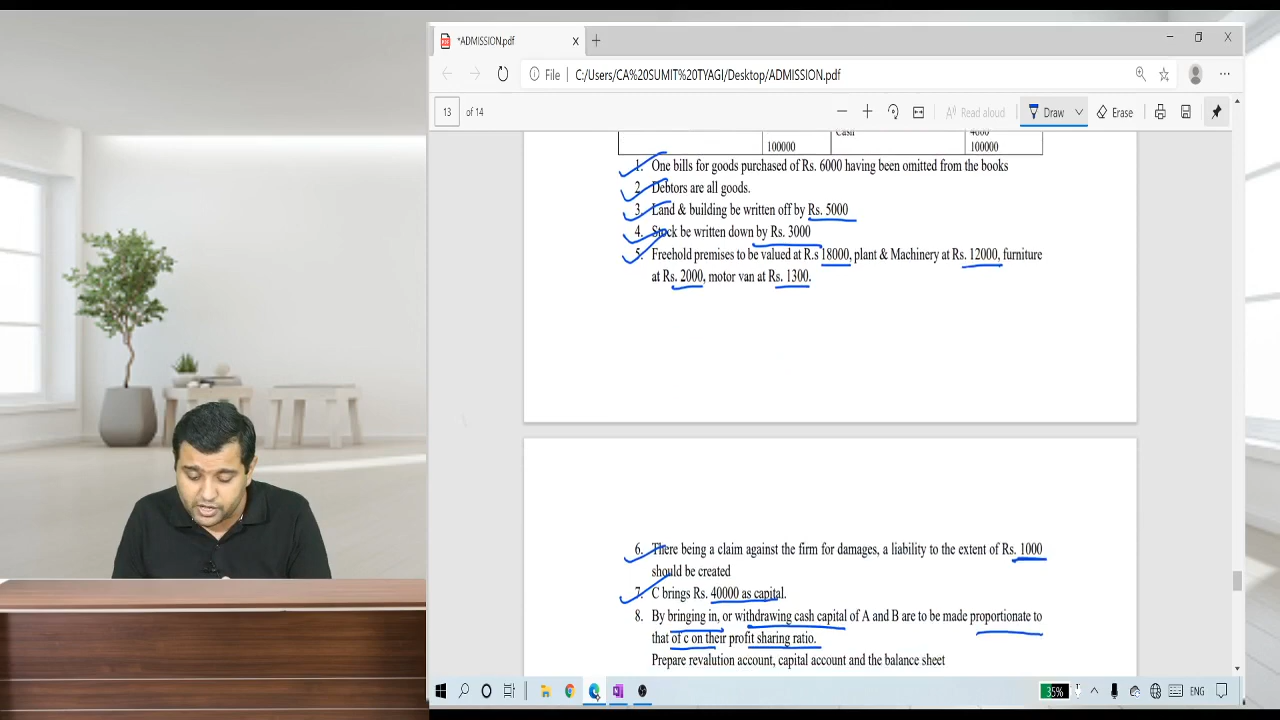 *ADMISSION.pdf
File | C:/Users/CA%20SUMIT%20TYAGI/Desktop/ADMISSION.pdf
13 of 14 Read aloud Draw Erase
Cash 4000
100000 100000
1. One bills for goods purchased of Rs. 6000 having been omitted from the books
2. Debtors are all goods.
3. Land & building be written off by Rs. 5000
4. Stock be written down by Rs. 3000
5. Freehold premises to be valued at R.s 18000, plant & Machinery at Rs. 12000, furniture
at Rs. 2000, motor van at Rs. 1300.
6. There being a claim against the firm for damages, a liability to the extent of Rs. 1000
should be created
7. C brings Rs. 40000 as capital.
8. By bringing in, or withdrawing cash capital of A and B are to be made proportionate to
that of c on their profit sharing ratio.
Prepare revalution account, capital account and the balance sheet
35% ENG